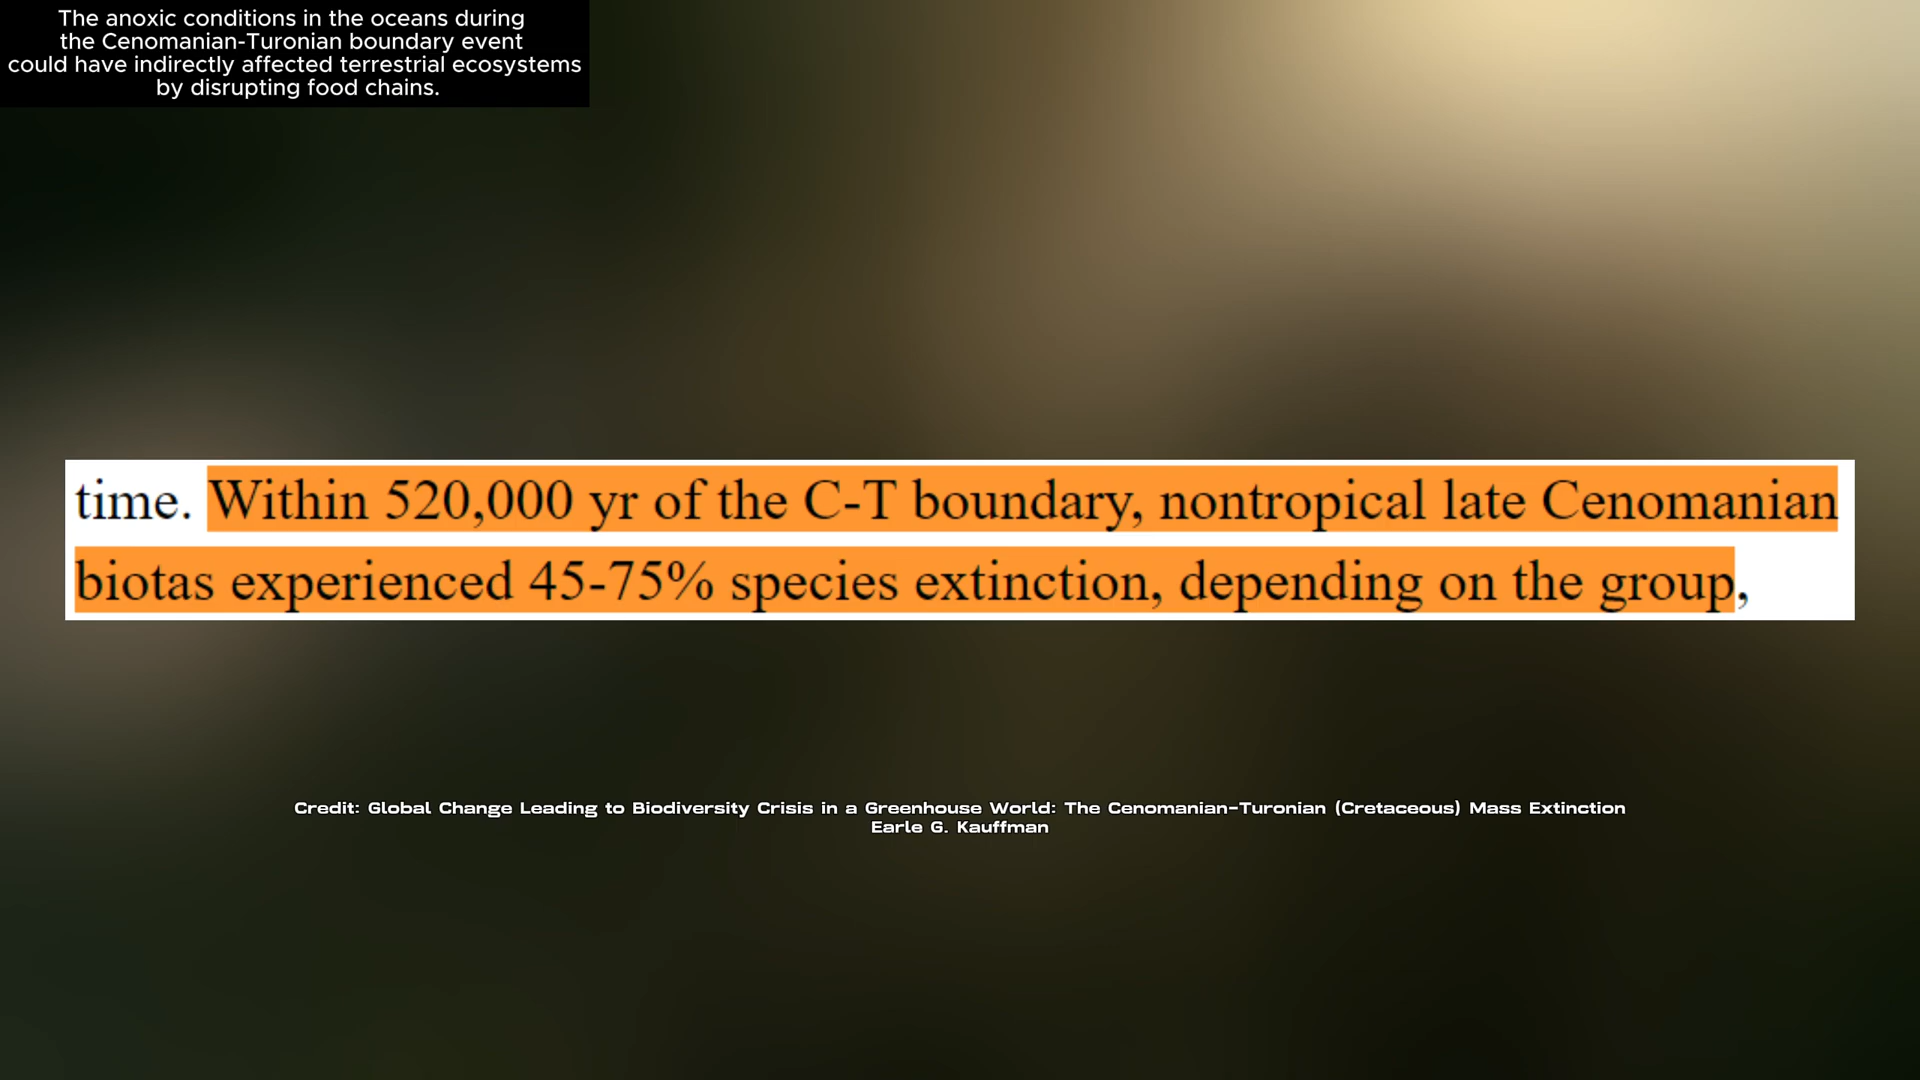 The anoxic conditions in the oceans during
the Cenomanian-Turonian boundary event
could have indirectly affected terrestrial ecosystems
by disrupting food chains.
time. Within 520,000 yr of the C-T boundary, nontropical late Cenomanian
biotas experienced 45-75% species extinction, depending on the group,
Credit: Global Change Leading to Biodiversity Crisis in a Greenhouse World: The Cenomanian-Turonian (Cretaceous) Mass Extinction
Earle G. Kauffman